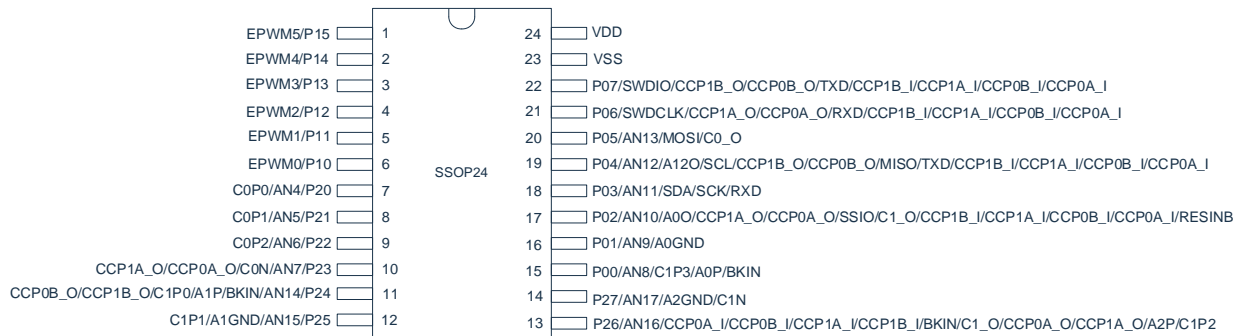 EPWM5/P15 1 24 VDD
EPWM4/P14 2 23 VSS
EPWM3/P13 3 22 P07/SWDIO/CCP1B_O/CCP0B_O/TXD/CCP1B_I/CCP1A_I/CCP0B_I/CCP0A_I
EPWM2/P12 4 21 P06/SWDCLK/CCP1A_O/CCP0A_O/RXD/CCP1B_I/CCP1A_I/CCP0B_I/CCP0A_I
EPWM1/P11 5 20 P05/AN13/MOSI/C0_O
EPWM0/P10 6 SSOP24 19 P04/AN12/A12O/SCL/CCP1B_O/CCP0B_O/MISO/TXD/CCP1B_I/CCP1A_I/CCP0B_I/CCP0A_I
C0P0/AN4/P20 7 18 P03/AN11/SDA/SCK/RXD
C0P1/AN5/P21 8 17 P02/AN10/A0O/CCP1A_O/CCP0A_O/SSIO/C1_O/CCP1B_I/CCP1A_I/CCP0B_I/CCP0A_I/RESINB
C0P2/AN6/P22 9 16 P01/AN9/A0GND
CCP1A_O/CCP0A_O/C0N/AN7/P23 10 15 P00/AN8/C1P3/A0P/BKIN
CCP0B_O/CCP1B_O/C1P0/A1P/BKIN/AN14/P24 11 14 P27/AN17/A2GND/C1N
C1P1/A1GND/AN15/P25 12 13 P26/AN16/CCP0A_I/CCP0B_I/CCP1A_I/CCP1B_I/BKIN/C1_O/CCP0A_O/CCP1A_O/A2P/C1P2